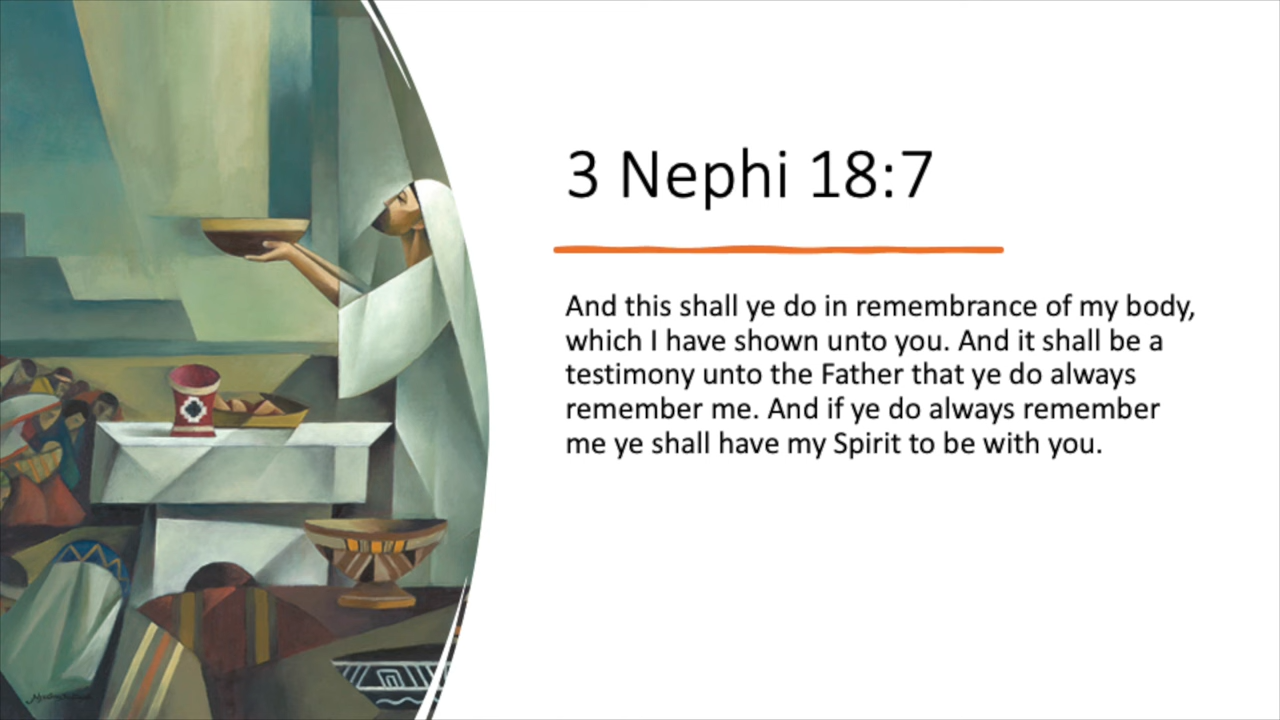 3 Nephi 18:7
And this shall ye do in remembrance of my body,
which I have shown unto you. And it shall be a
testimony unto the Father that ye do always
remember me. And if ye do always remember
me ye shall have my Spirit to be with you.